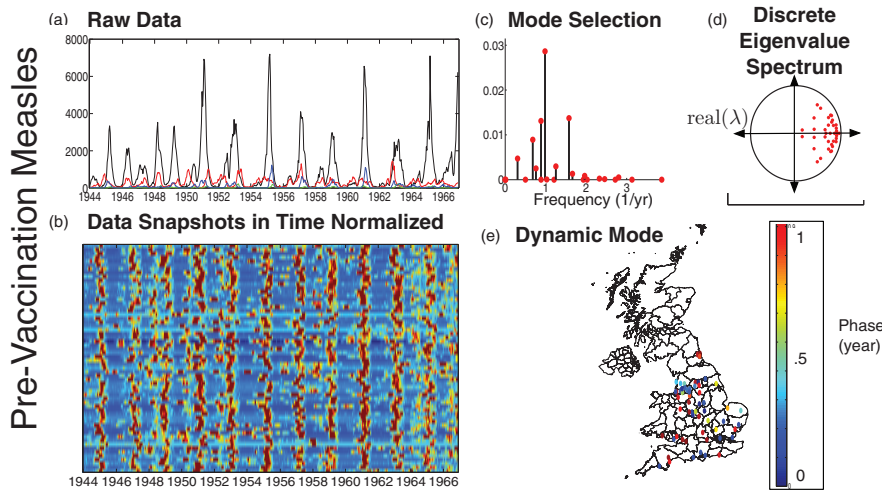 Pre-Vaccination Measles
(a) Raw Data
8000
6000
4000
2000
0
1944 1946 1948 1950 1952 1954 1956 1958 1960 1962 1964 1966
(b) Data Snapshots in Time Normalized
1944 1946 1948 1950 1952 1954 1956 1958 1960 1962 1964 1966
(c) Mode Selection
0.03
0.02
0.01
0
0 1 2 3
Frequency (1/yr)
(d) Discrete
Eigenvalue
Spectrum
real(λ)
(e) Dynamic Mode
1
.5
0
Phase
(year)